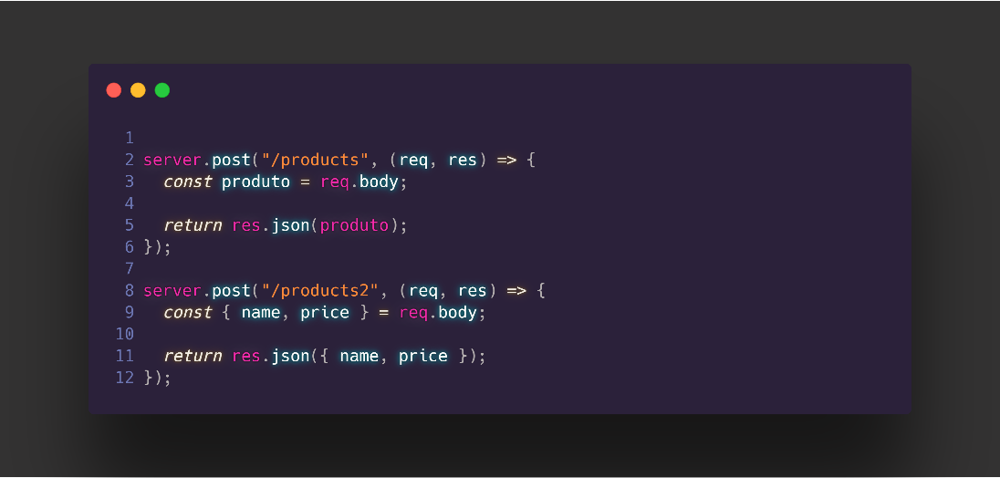 1
2 server.post("/products", (req, res) => {
3   const produto = req.body;
4
5   return res.json(produto);
6 });
7
8 server.post("/products2", (req, res) => {
9   const { name, price } = req.body;
10
11   return res.json({ name, price });
12 });